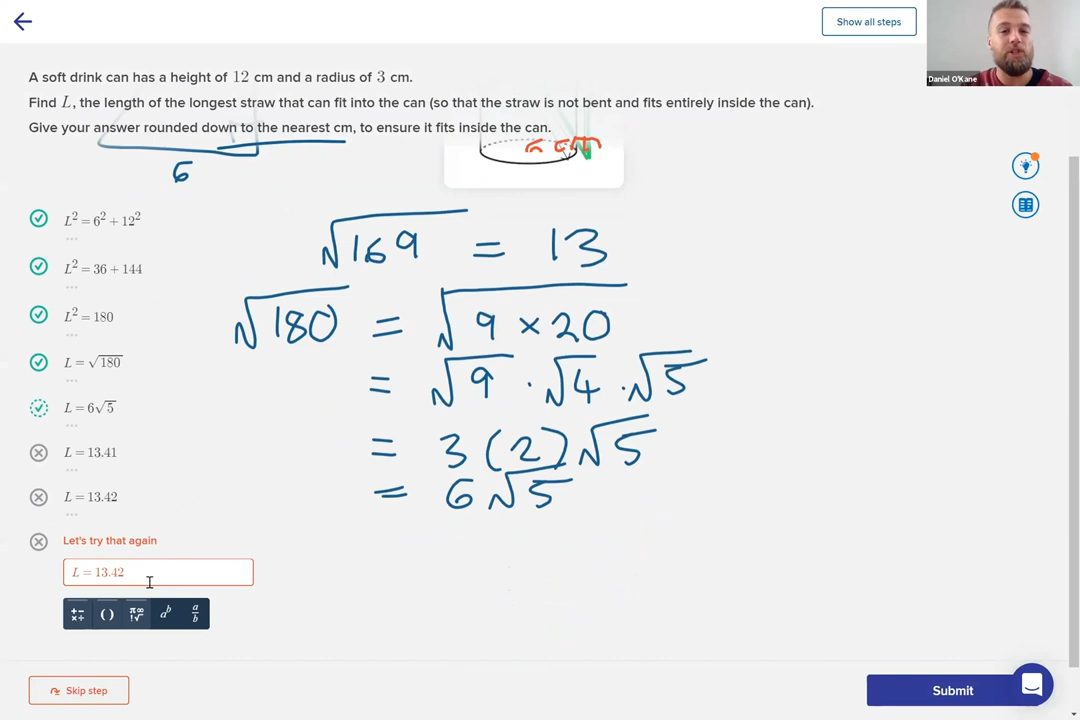 Show all steps
Daniel O'Kane
A soft drink can has a height of 12 cm and a radius of 3 cm.
Find L, the length of the longest straw that can fit into the can (so that the straw is not bent and fits entirely inside the can).
Give your answer rounded down to the nearest cm, to ensure it fits inside the can.
6
L² = 6² + 12²
L² = 36 + 144
L² = 180
L = √180
L = 6√5
L = 13.41
L = 13.42
√169 = 13
√180 = √9 × 20
= √9 · √4 · √5
= 3 (2) √5
= 6 √5
Let's try that again
L = 13.42
Skip step
Submit